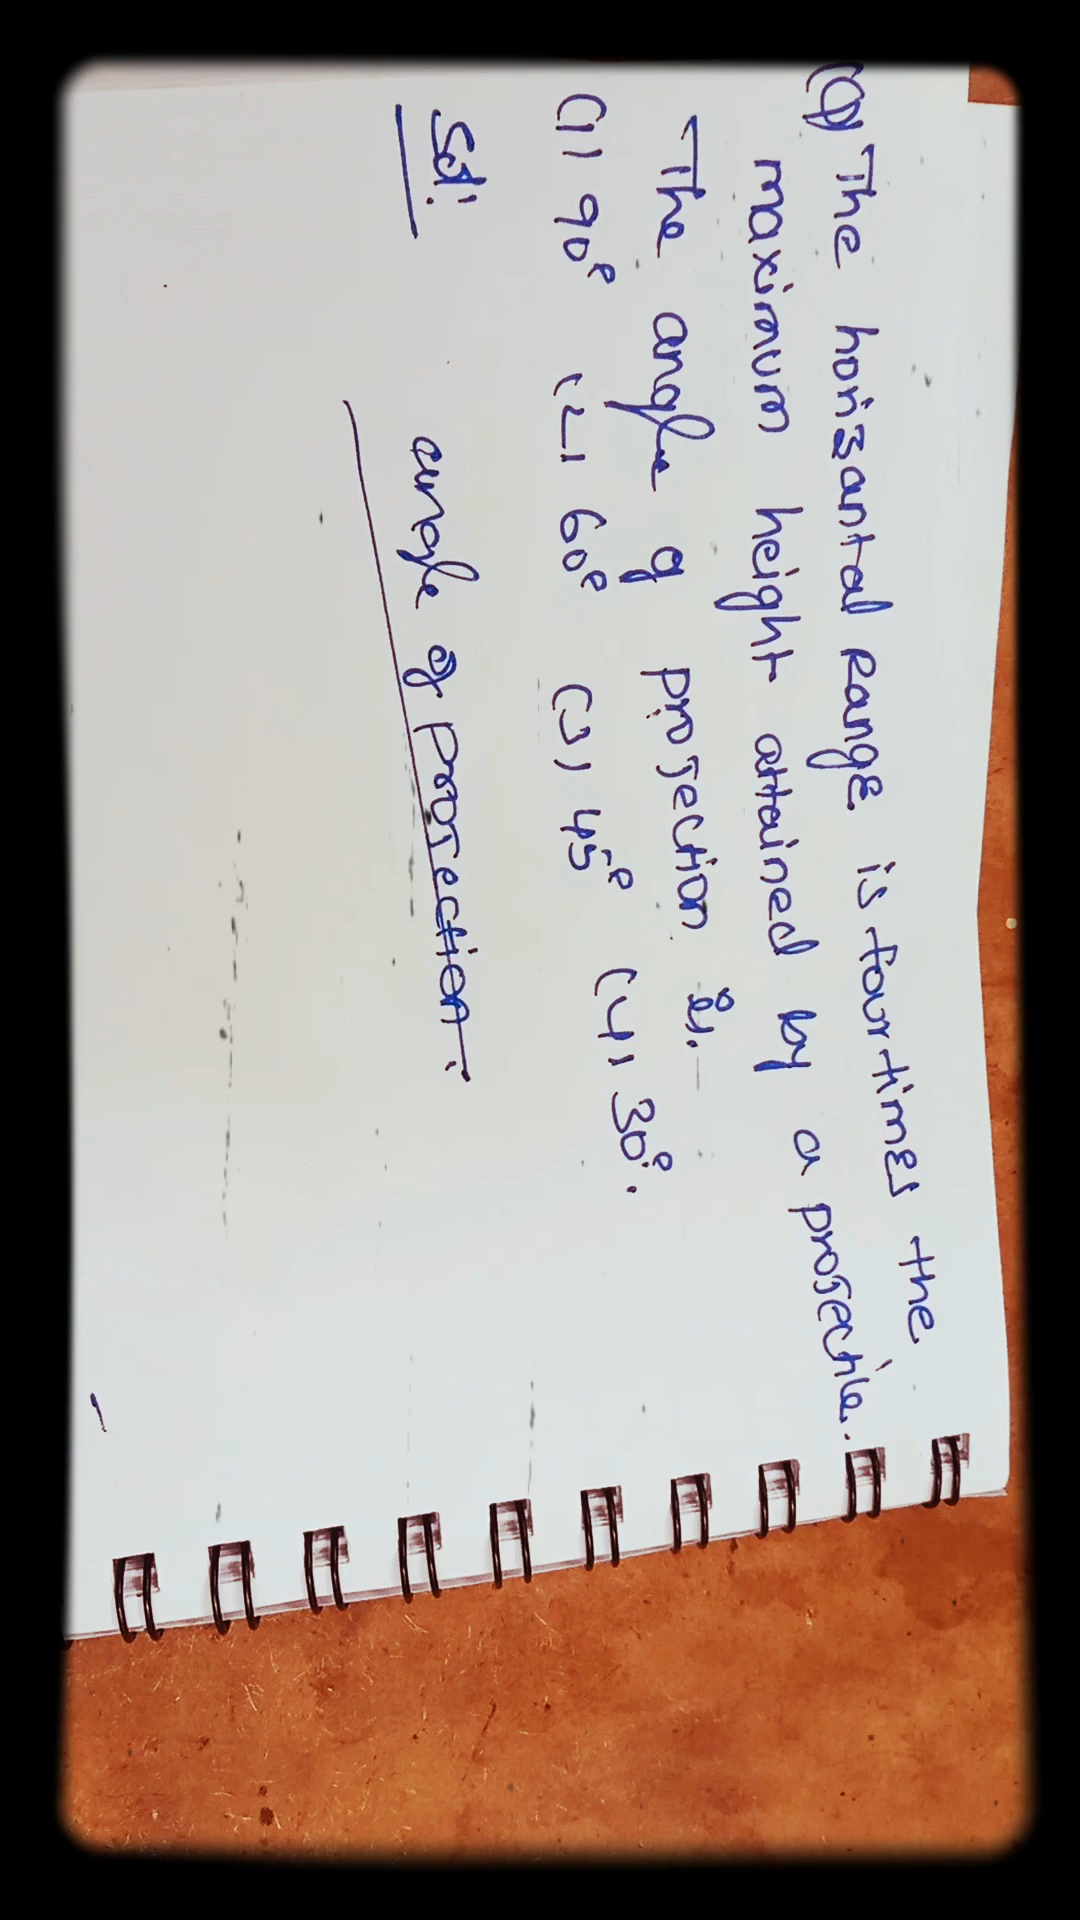 (Q) The horizantal Range is four times the
maximum height attained by a projectile.
The angle of projection is.
(1) 90° (2) 60° (3) 45° (4) 30°.
Sol:
angle of projection: